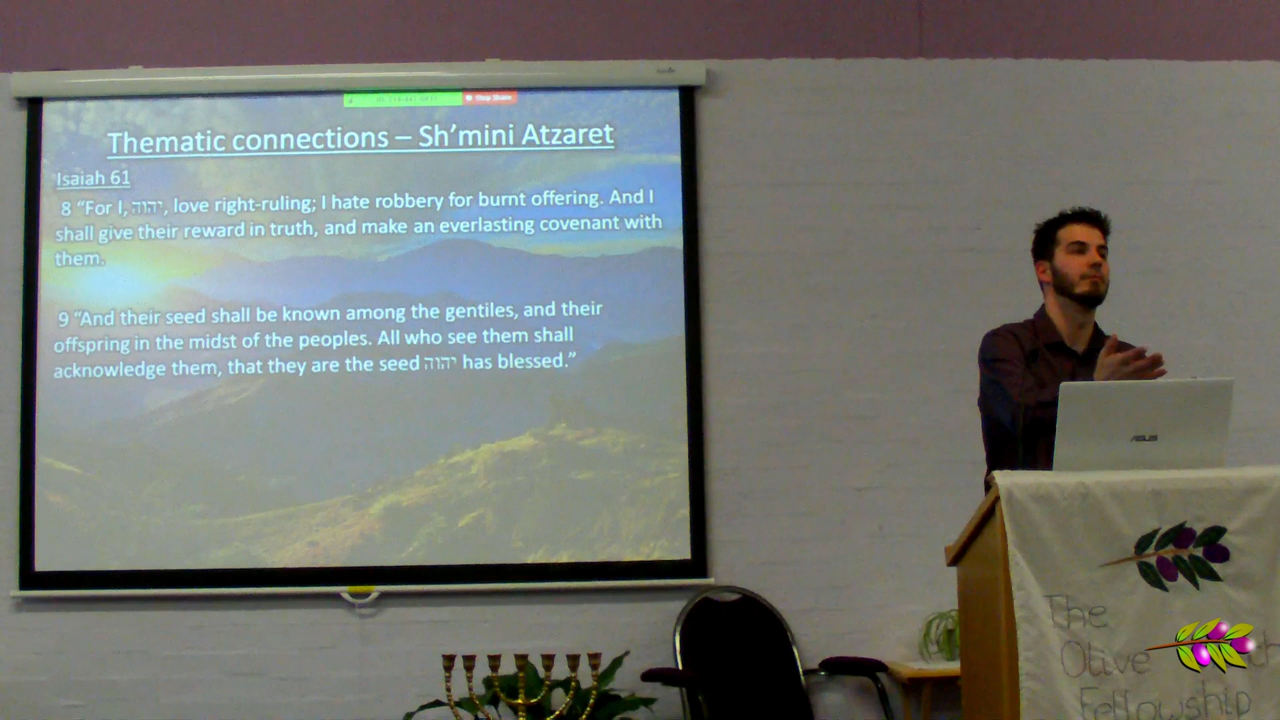 Stop Share
Thematic connections – Sh’mini Atzaret
Isaiah 61
8 “For I, יהוה, love right-ruling; I hate robbery for burnt offering. And I
shall give their reward in truth, and make an everlasting covenant with
them.
9 “And their seed shall be known among the gentiles, and their
offspring in the midst of the peoples. All who see them shall
acknowledge them, that they are the seed יהוה has blessed.”
ASUS
The
Olive
Fellowship